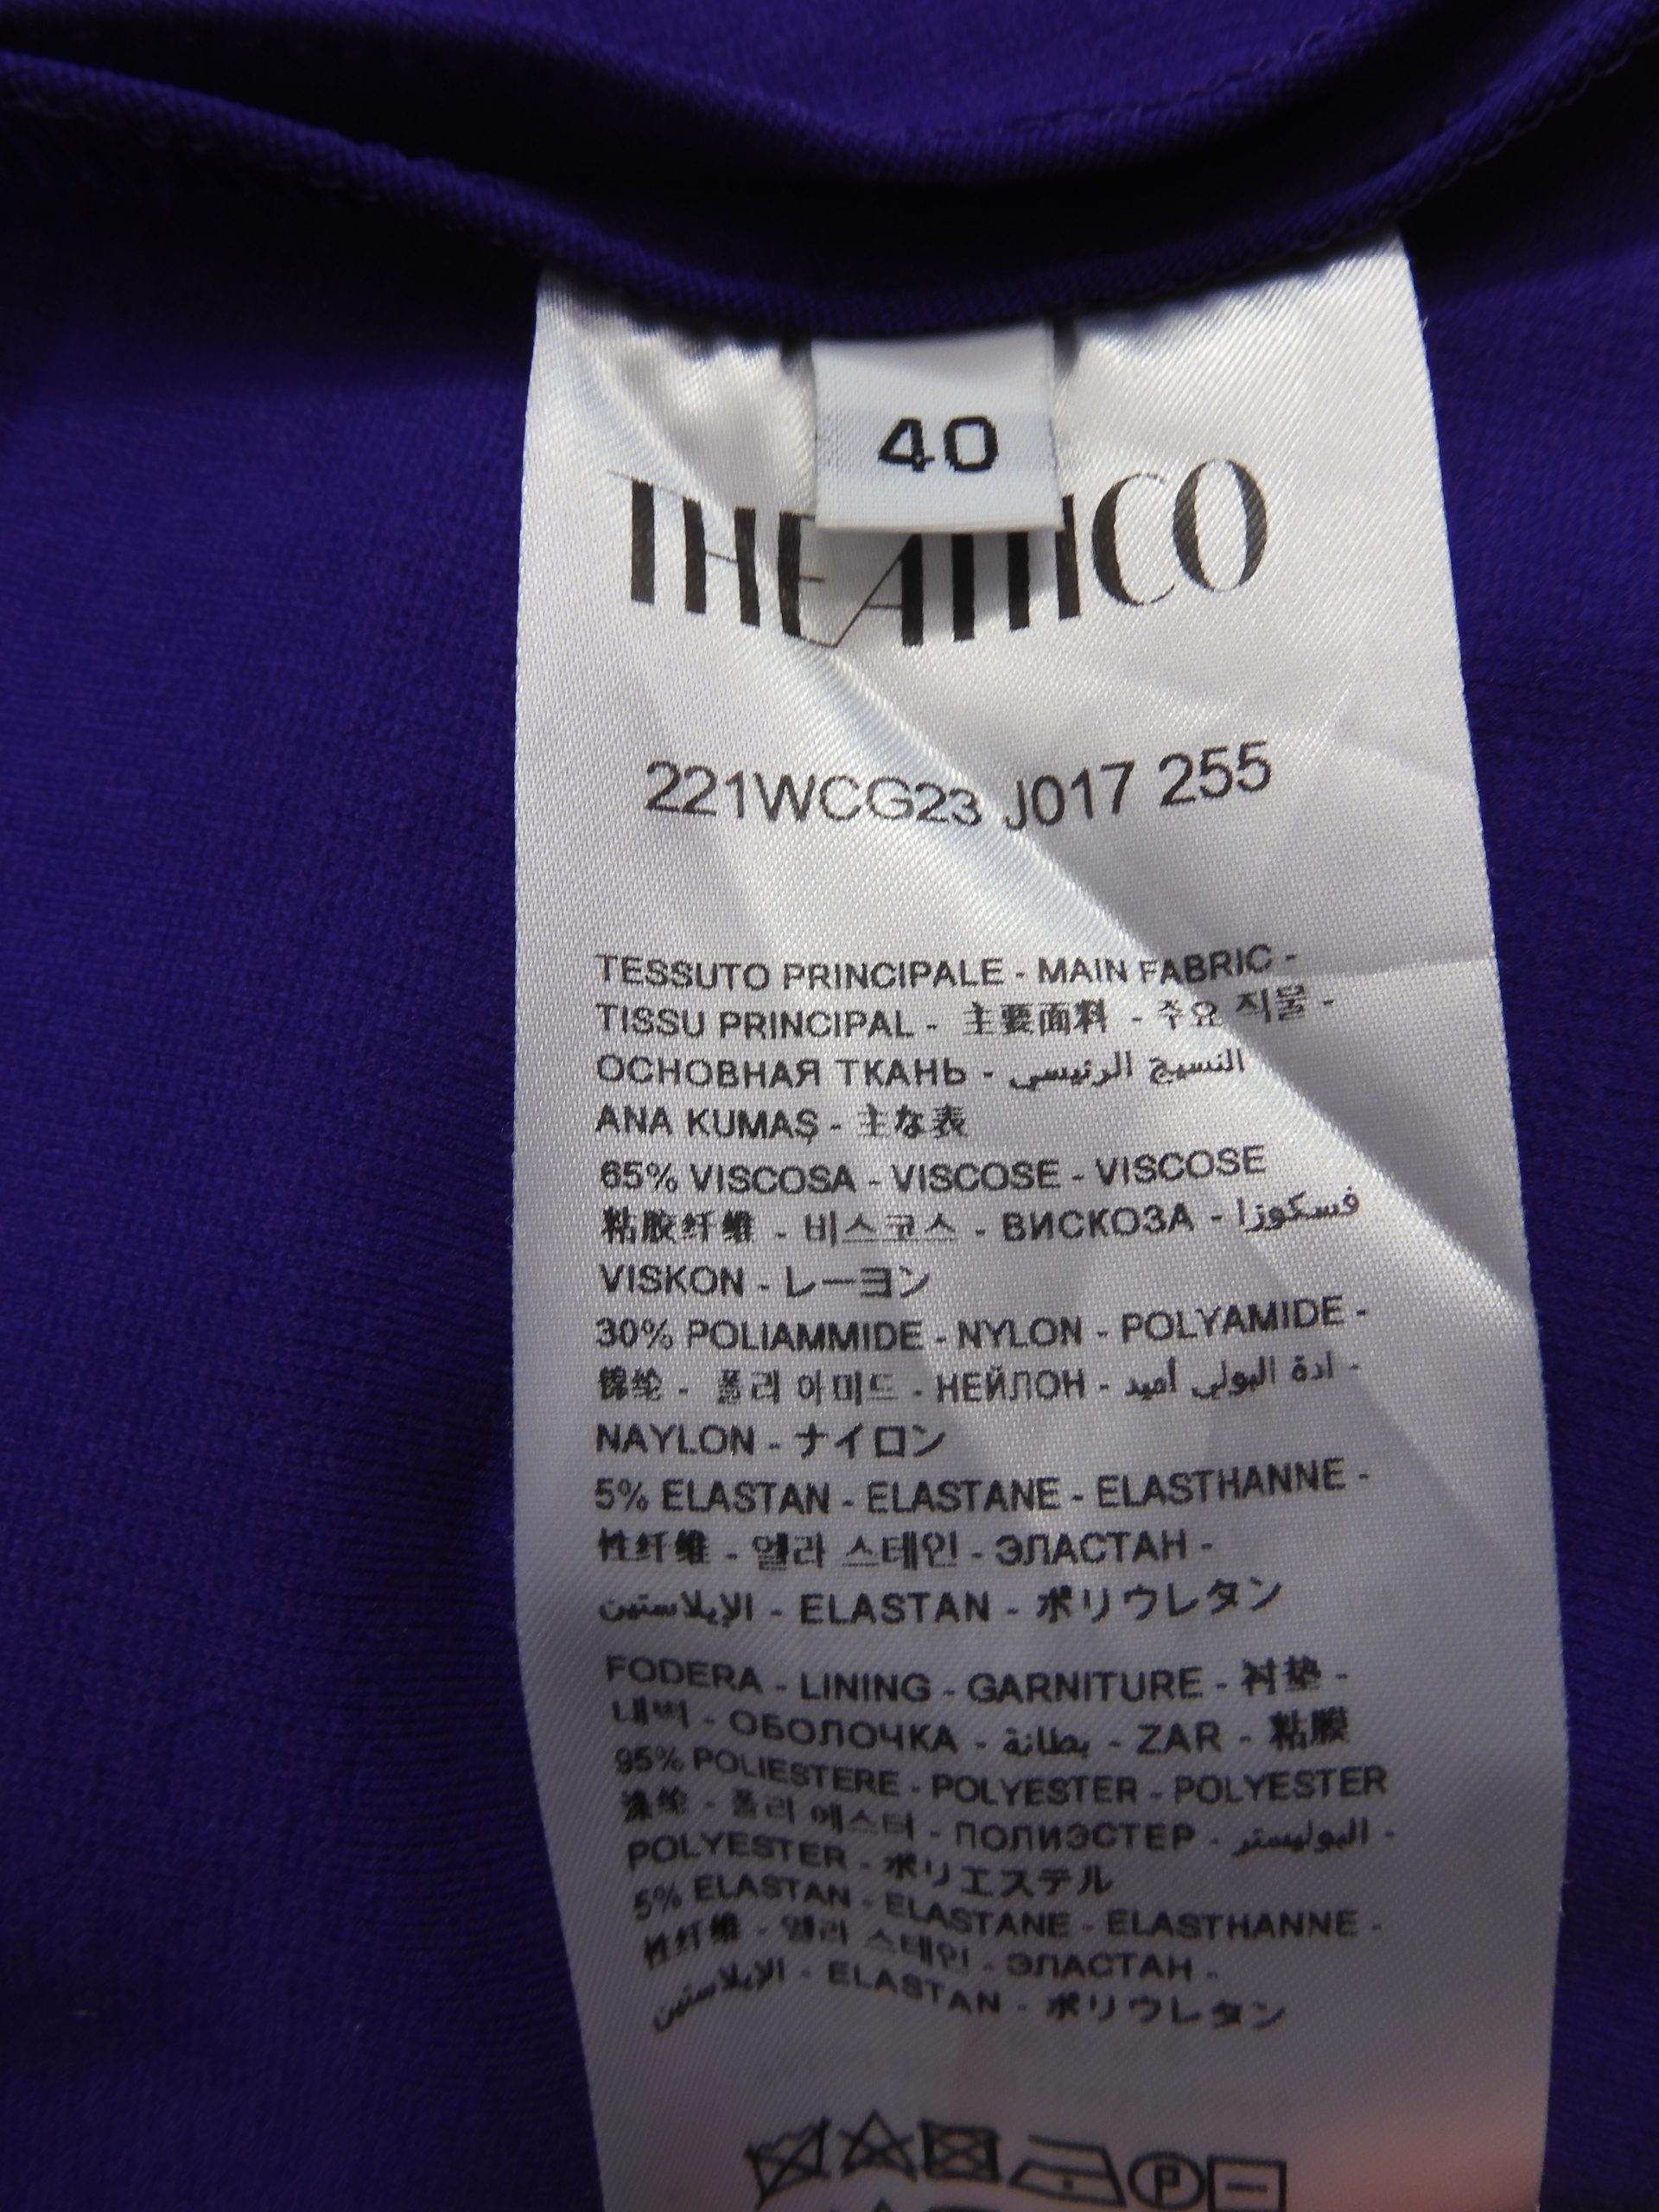 40
THE ATTICO
221WCG23 J017 255
TESSUTO PRINCIPALE - MAIN FABRIC -
TISSU PRINCIPAL - 主要面料 - 주요 직물 -
ОСНОВНАЯ ТКАНЬ - النسيج الرئيسي
ANA KUMAŞ - 主な表
65% VISCOSA - VISCOSE - VISCOSE
粘胶纤维 - 비스코스 - ВИСКОЗА - فسكوزا
VISKON - レーヨン
30% POLIAMMIDE - NYLON - POLYAMIDE -
锦纶 - 폴리 아미드 - НЕЙЛОН - ادة البولي أميد -
NAYLON - ナイロン
5% ELASTAN - ELASTANE - ELASTHANNE -
性纤维 - 엘라 스테인 - ЭЛАСТАН -
الإيلاستين - ELASTAN - ポリウレタン
FODERA - LINING - GARNITURE - 衬垫 -
내벽 - ОБОЛОЧКА - بطانة - ZAR - 粘膜
95% POLIESTERE - POLYESTER - POLYESTER
涤纶 - 폴리 에스터 - ПОЛИЭСТЕР - البوليستر -
POLYESTER - ポリエステル
5% ELASTAN - ELASTANE - ELASTHANNE -
性纤维 - 엘라 스테인 - ЭЛАСТАН -
الإيلاستين - ELASTAN - ポリウレタン
P